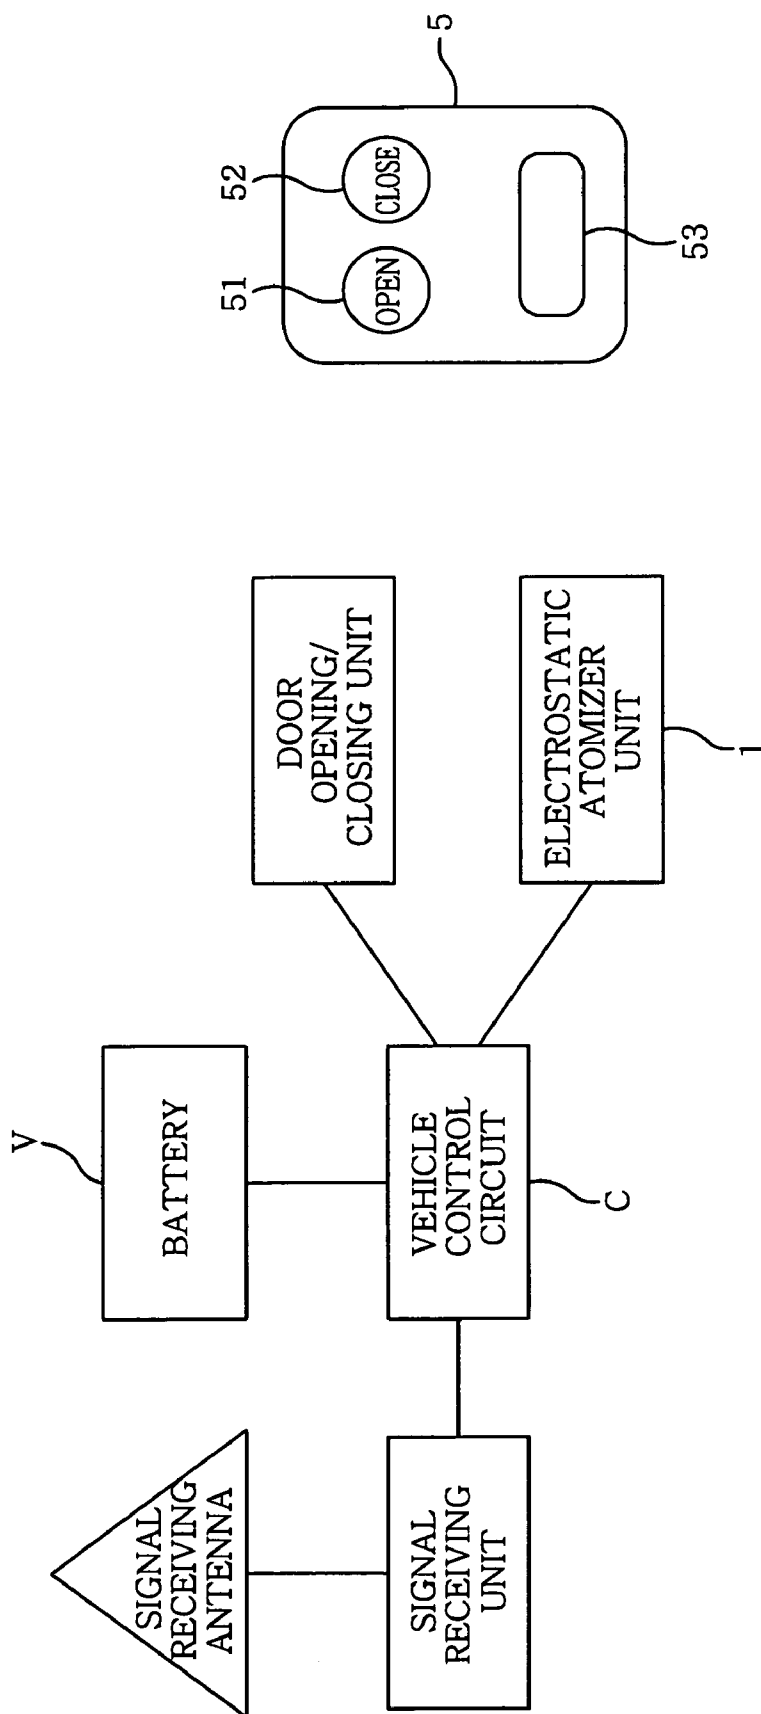 SIGNAL
RECEIVING
ANTENNA
V
BATTERY
SIGNAL
RECEIVING
UNIT
VEHICLE
CONTROL
CIRCUIT
C
DOOR
OPENING/
CLOSING UNIT
ELECTROSTATIC
ATOMIZER
UNIT
1
51
52
OPEN
CLOSE
5
53